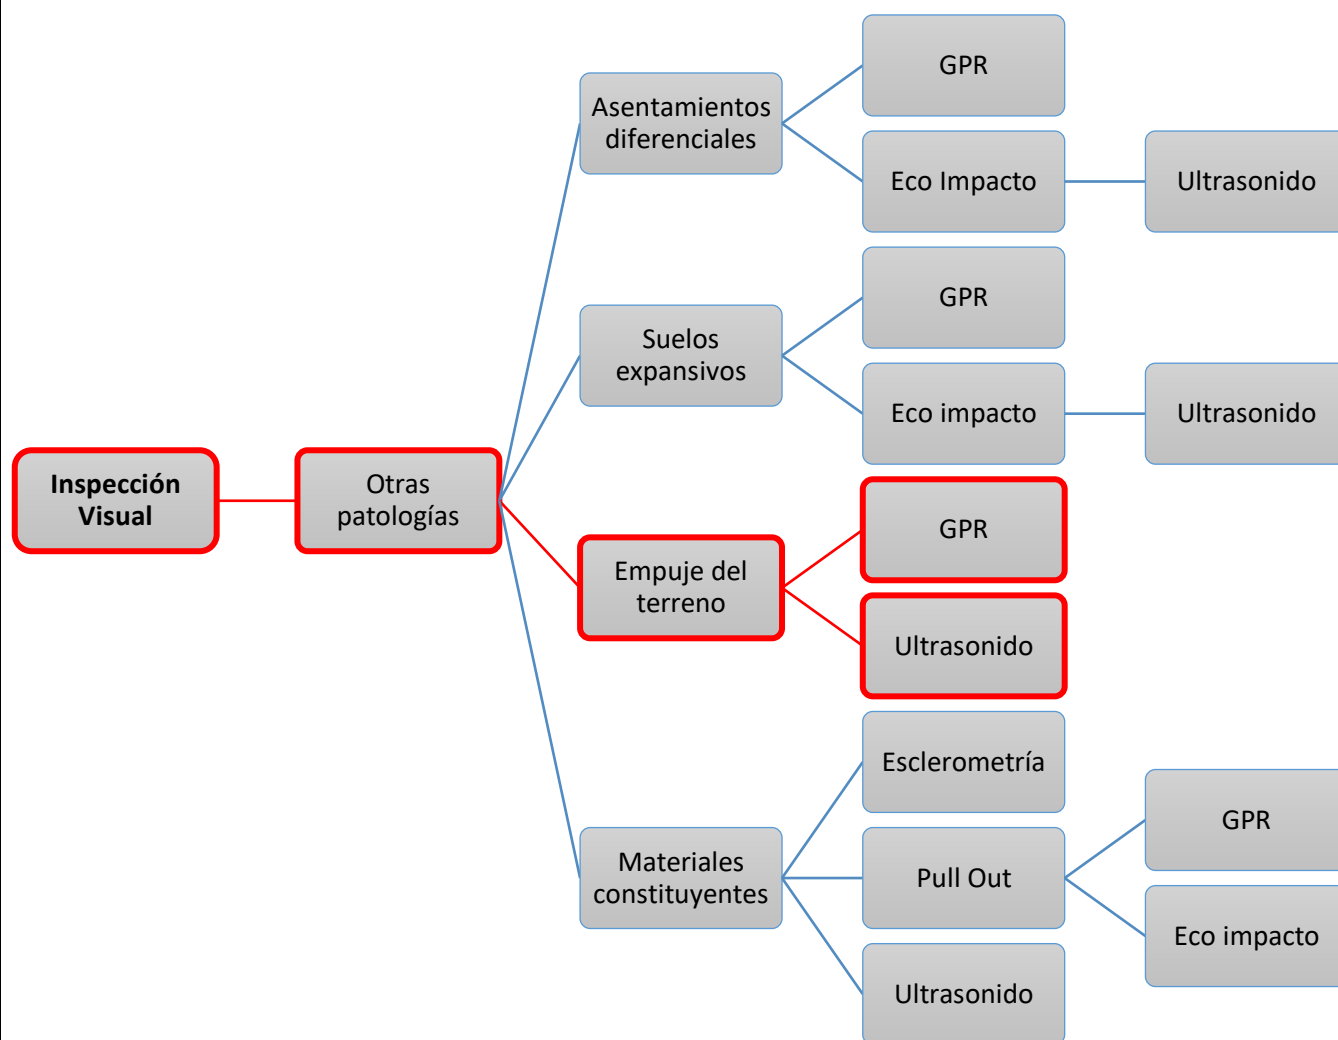 GPR
Asentamientos
diferenciales
Eco Impacto
Ultrasonido
GPR
Suelos
expansivos
Eco impacto
Ultrasonido
Inspección
Visual
Otras
patologías
GPR
Empuje del
terreno
Ultrasonido
Esclerometría
GPR
Materiales
constituyentes
Pull Out
Eco impacto
Ultrasonido